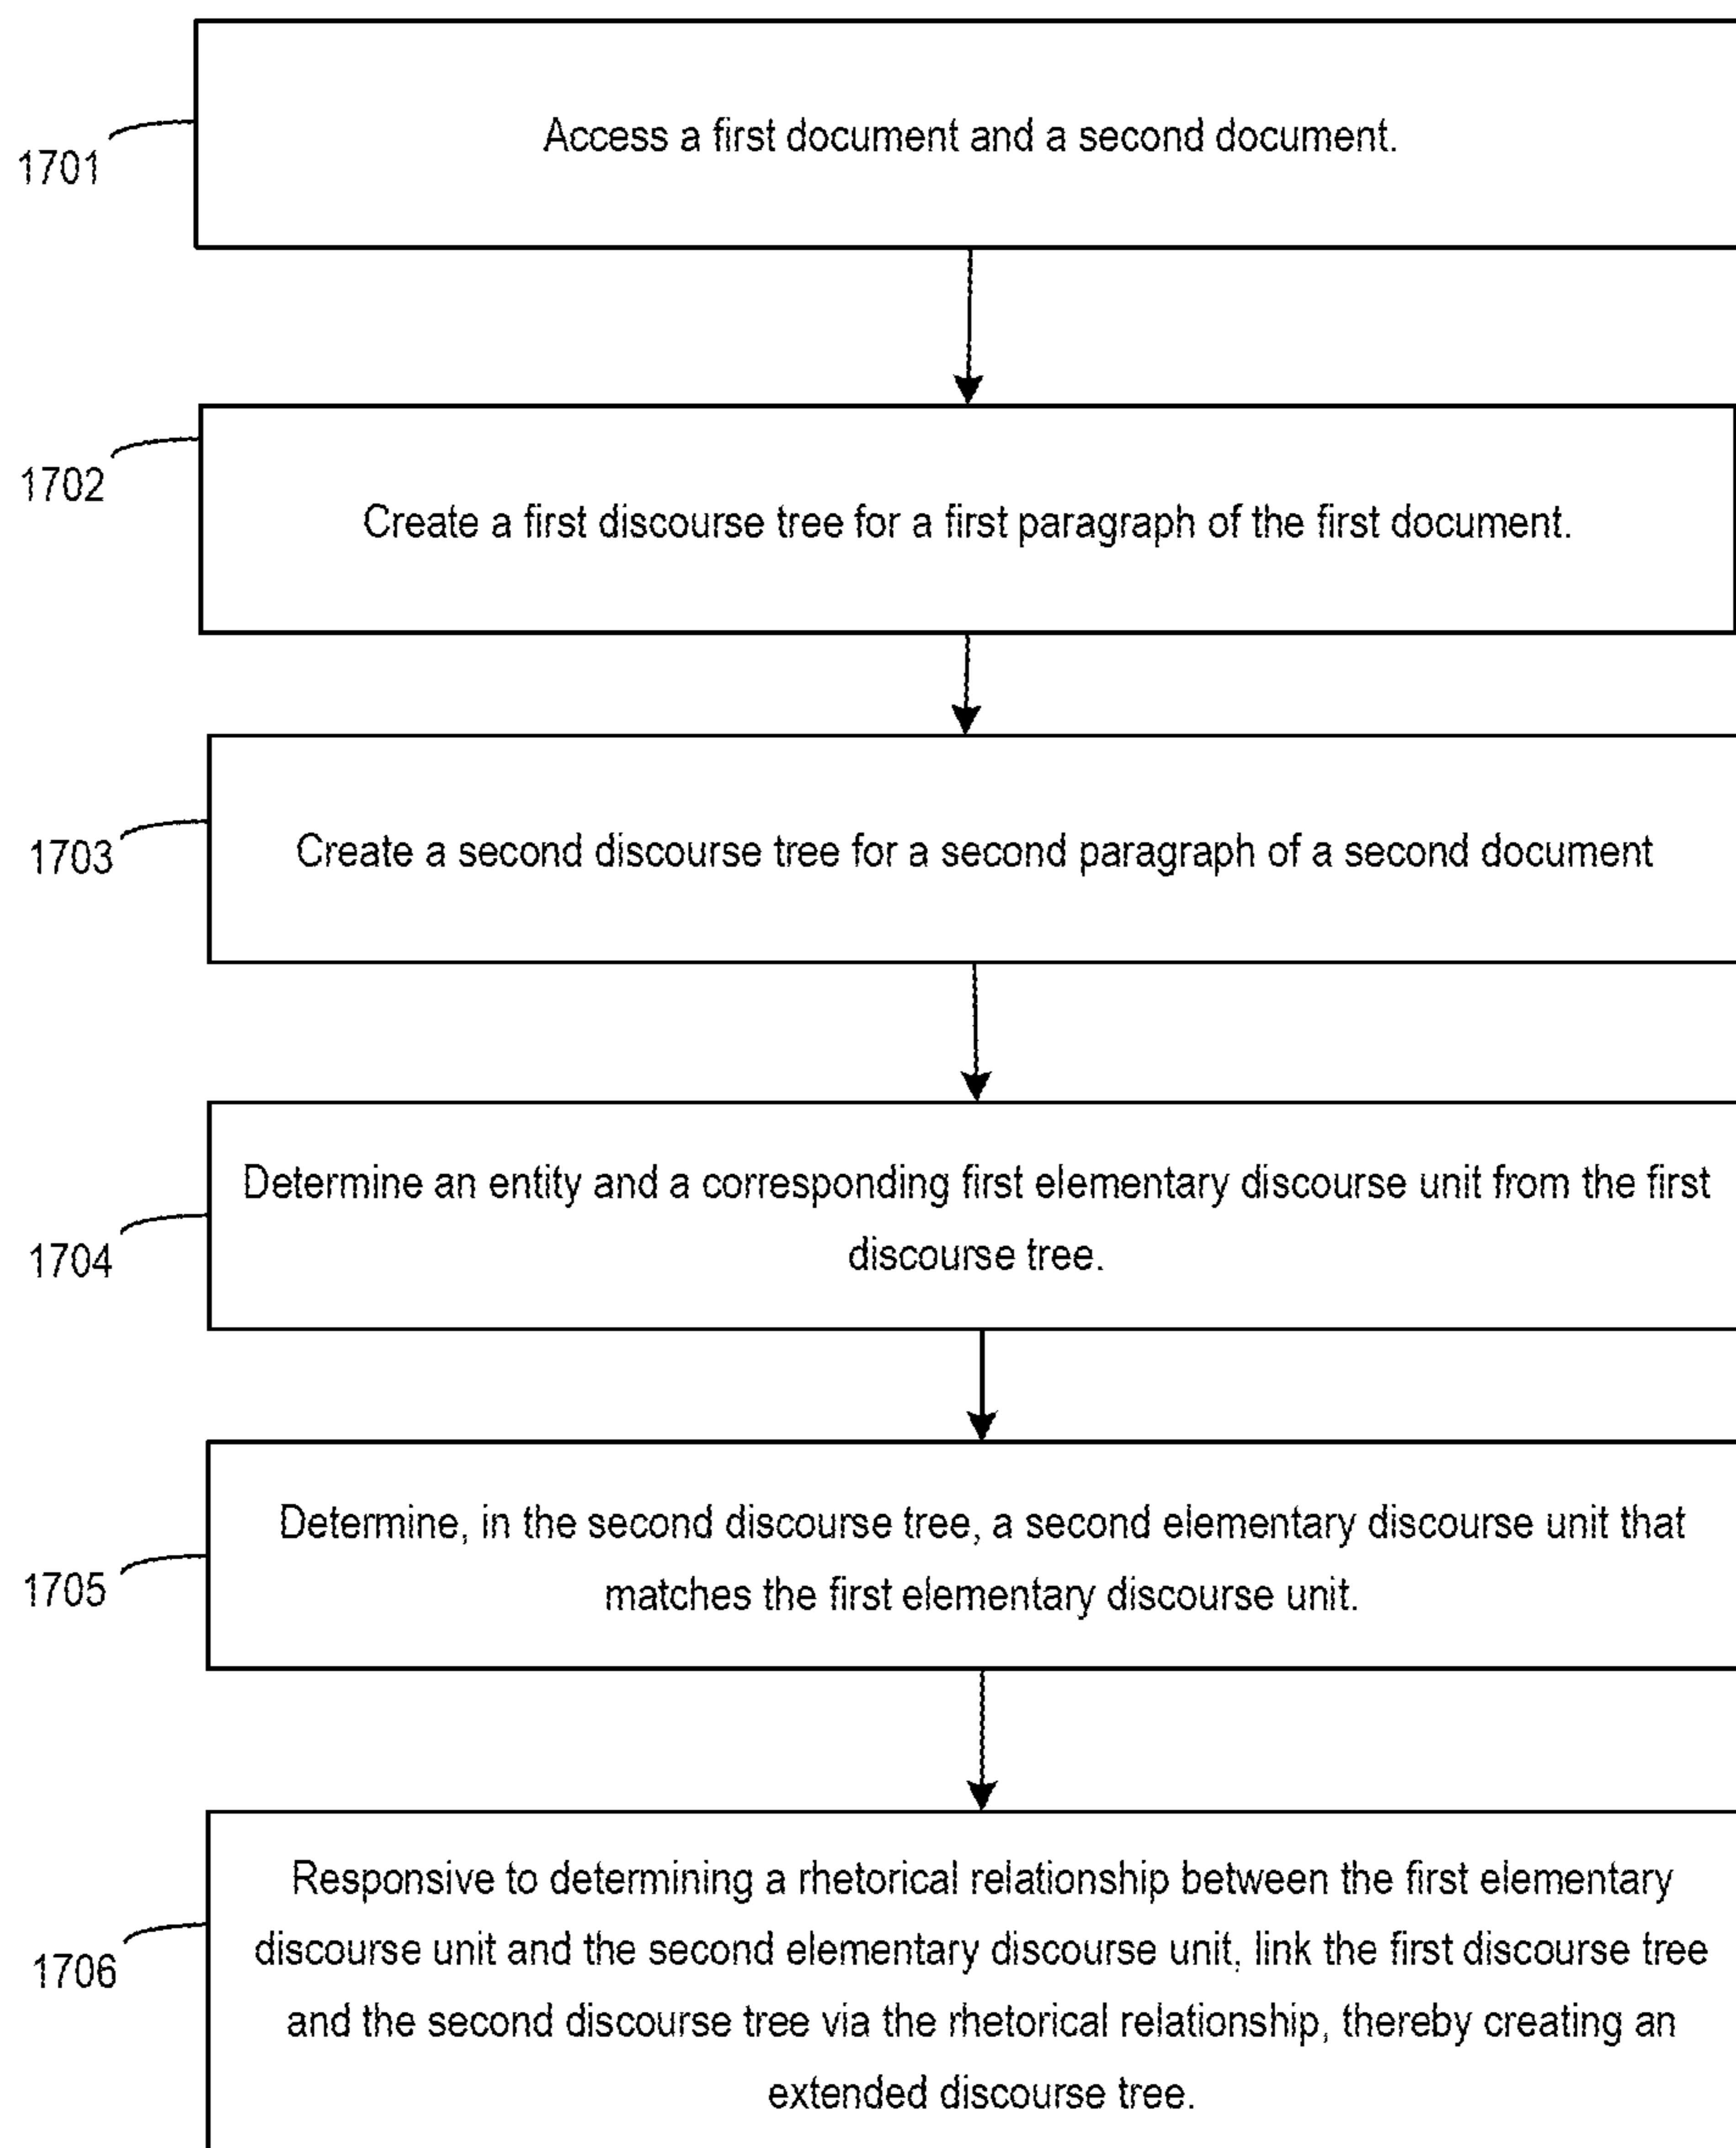 Access a first document and a second document.
1701
1702
Create a first discourse tree for a first paragraph of the first document.
1703
Create a second discourse tree for a second paragraph of a second document
Determine an entity and a corresponding first elementary discourse unit from the first
discourse tree.
1704
Determine, in the second discourse tree, a second elementary discourse unit that
matches the first elementary discourse unit.
1705
Responsive to determining a rhetorical relationship between the first elementary
discourse unit and the second elementary discourse unit, link the first discourse tree
1706
and the second discourse tree via the rhetorical relationship, thereby creating an
extended discourse tree.